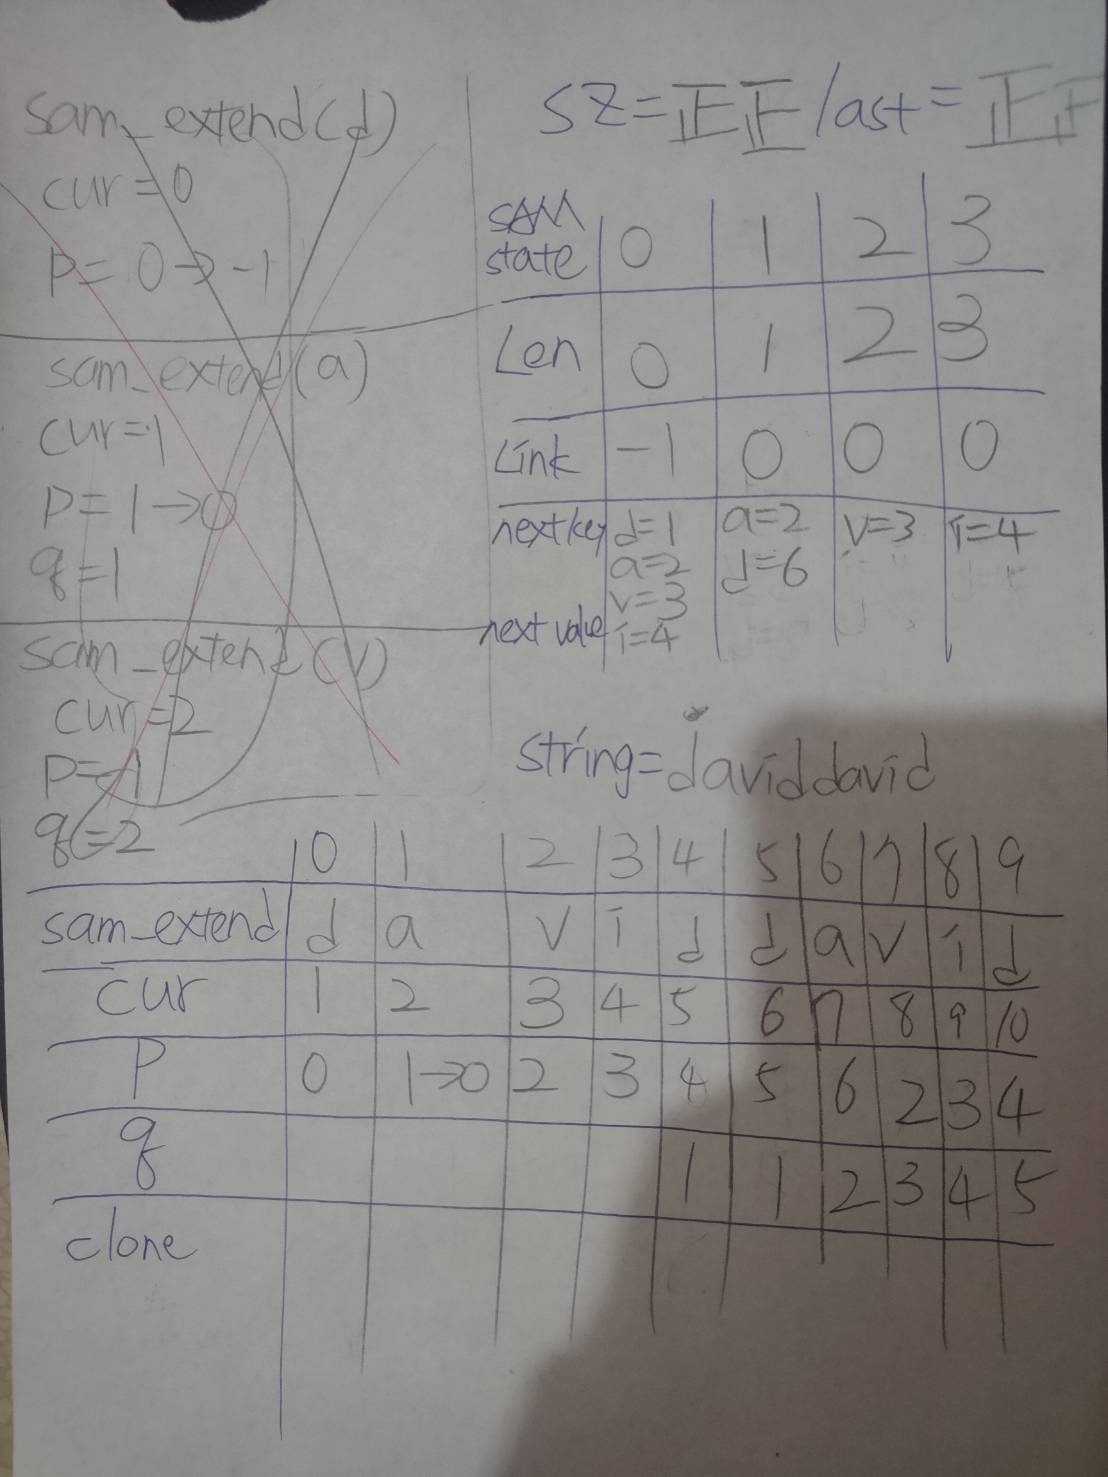 sam_extend(d)
cur=0
P=0→-1
sam_extend(a)
cur=1
P=1→0
q=1
sam_extend(v)
cur=2
P=-1
q=2
sz=正正 last=正正
SAM state 0 1 2 3
Len 0 1 2 3
Link -1 0 0 0
next key d=1 a=2 v=3 i=4
a=2 d=6
v=3
next value i=4
string=daviddavid
0 1 2 3 4 5 6 7 8 9
sam_extend d a v i d d a v i d
cur 1 2 3 4 5 6 7 8 9 10
P 0 1→0 2 3 4 5 6 2 3 4
q 1 1 2 3 4 5
clone